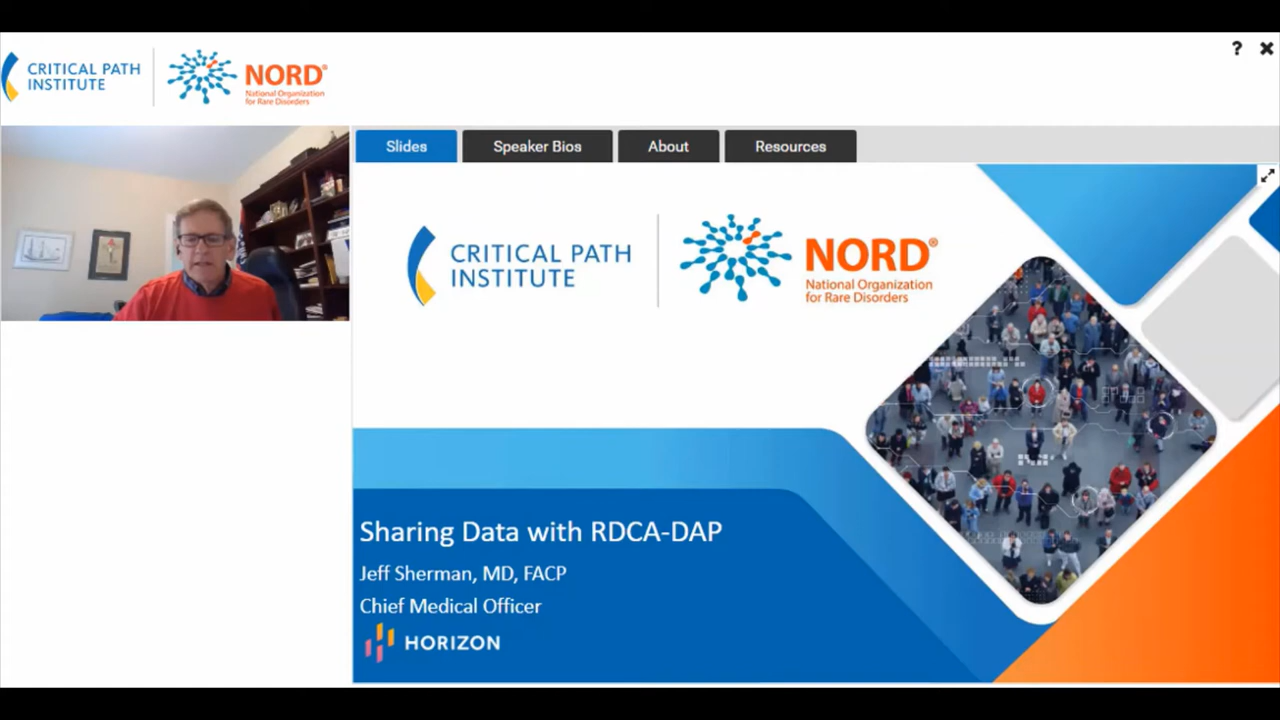 CRITICAL PATH
INSTITUTE
NORD®
National Organization
for Rare Disorders
? ✖
Slides
Speaker Bios
About
Resources
CRITICAL PATH
INSTITUTE
NORD®
National Organization
for Rare Disorders
Sharing Data with RDCA-DAP
Jeff Sherman, MD, FACP
Chief Medical Officer
HORIZON